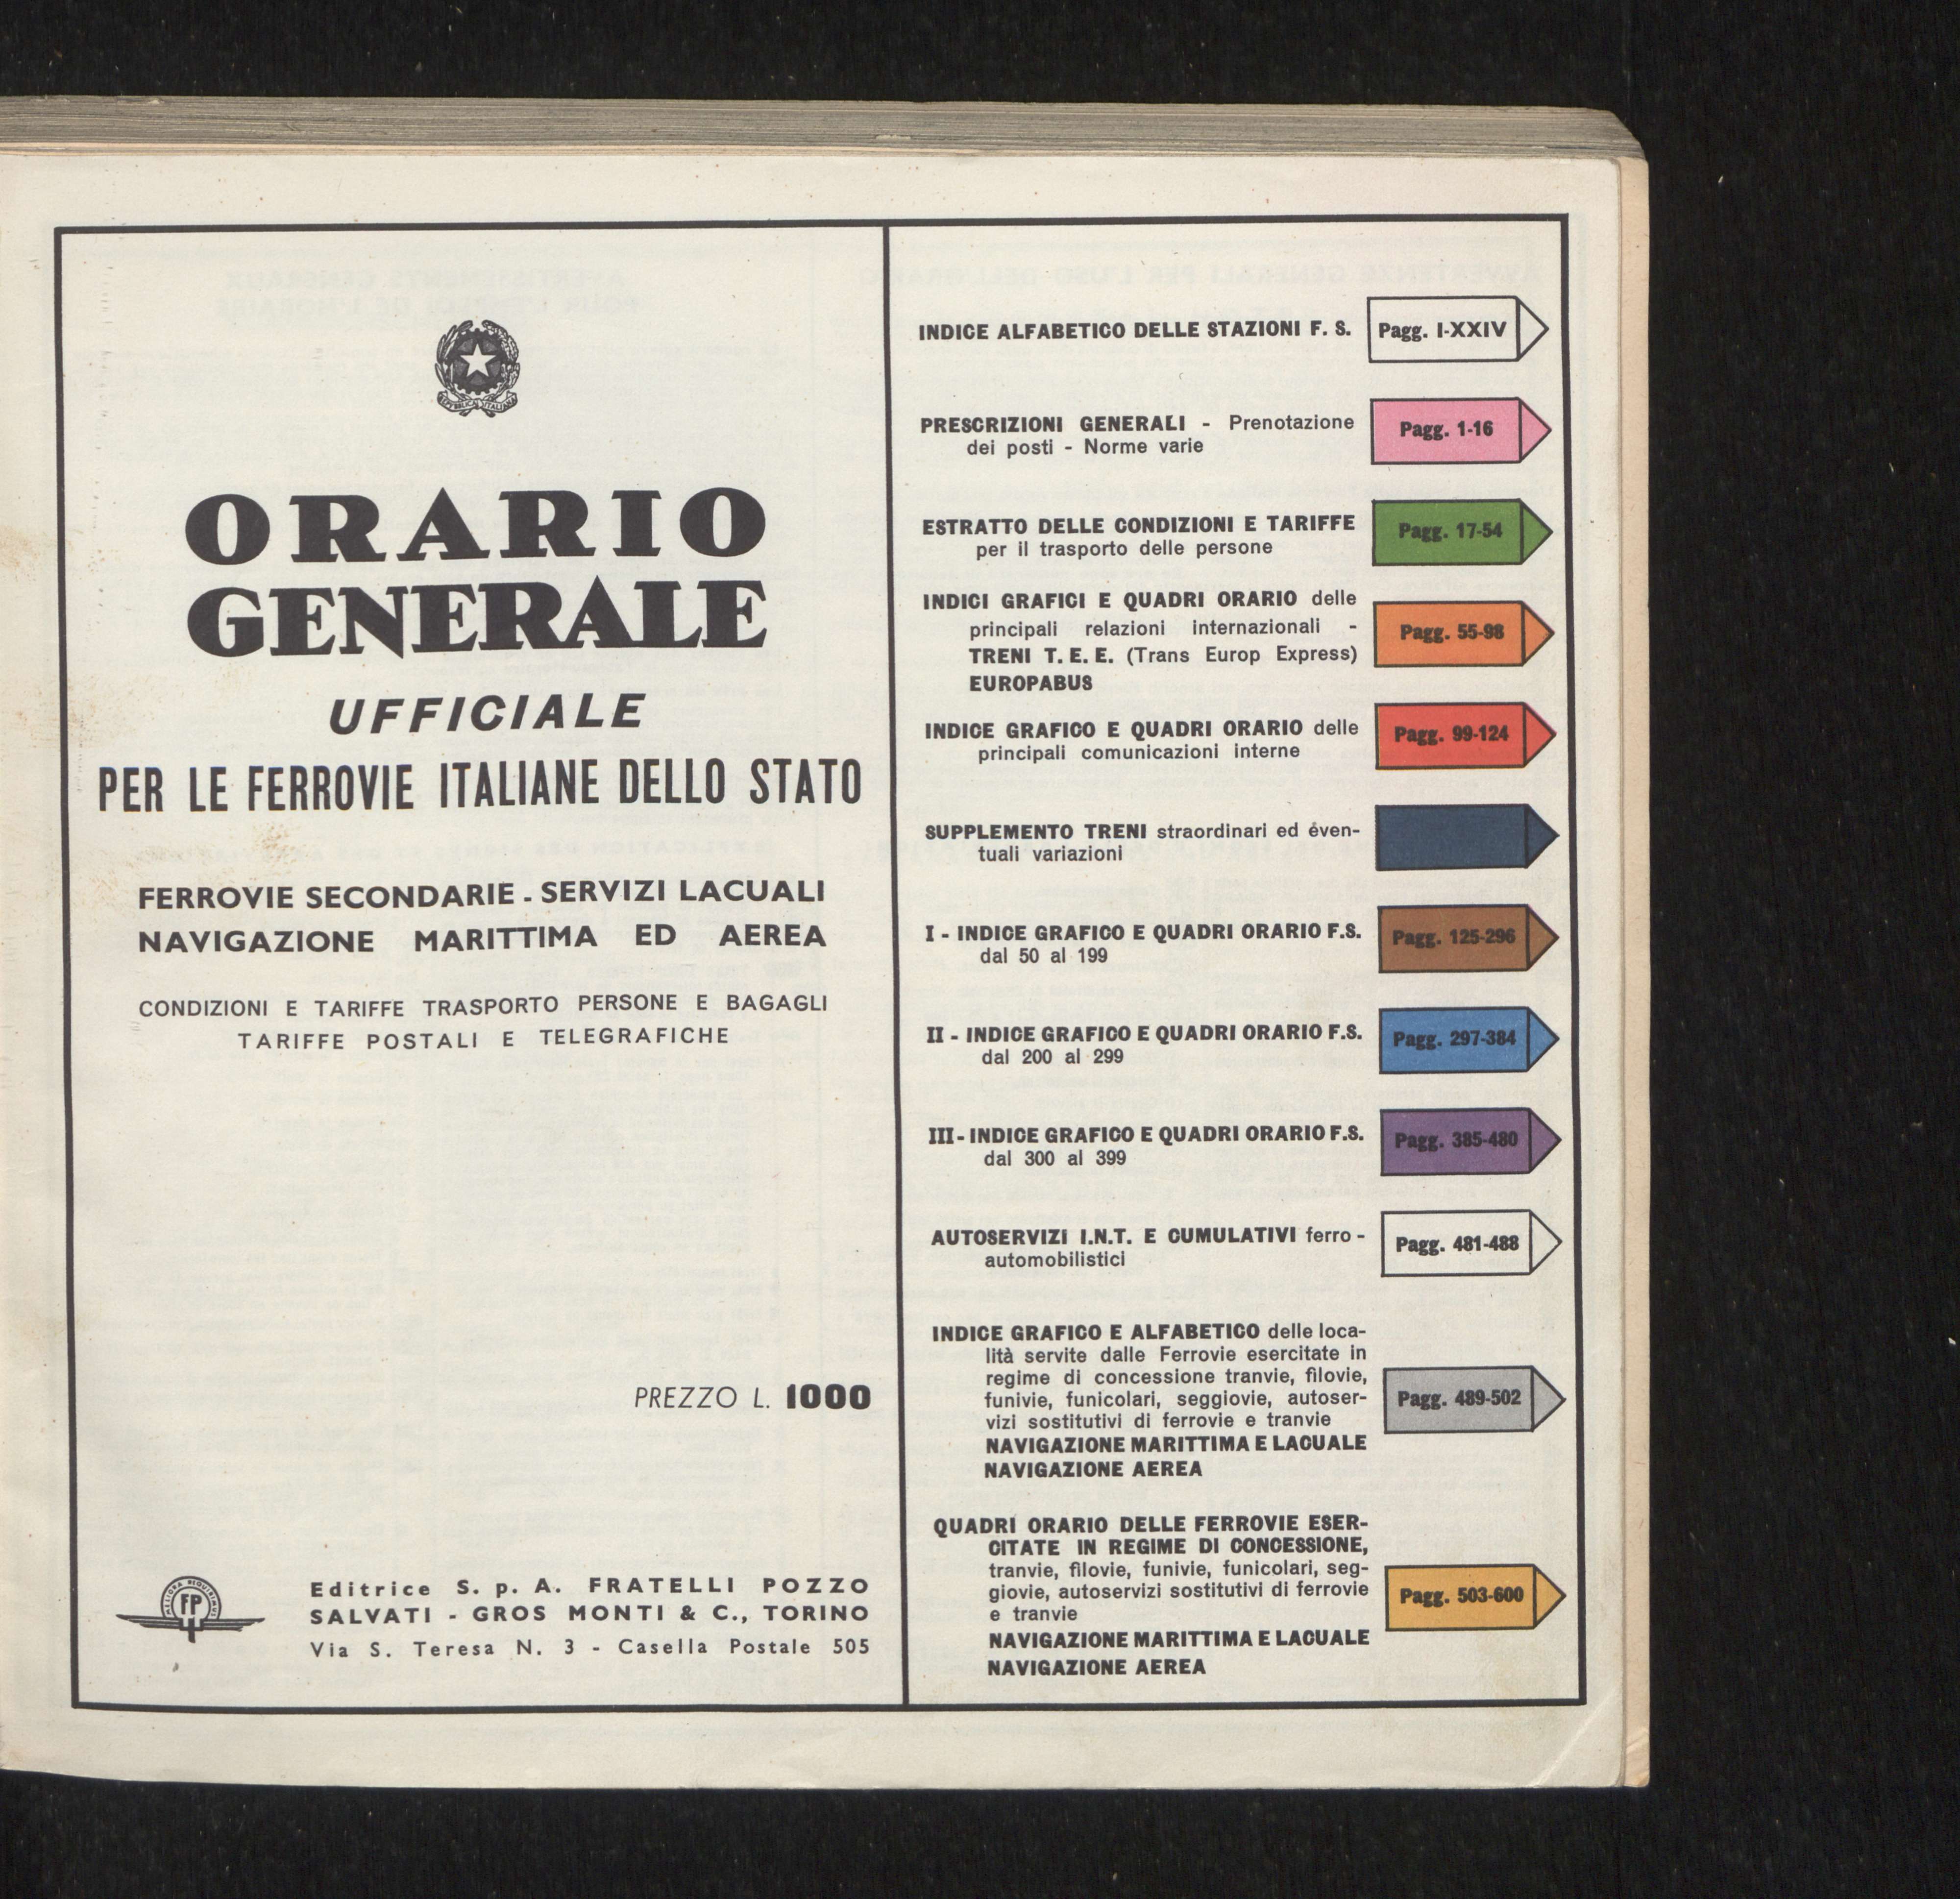 REPVBBLICA ITALIANA
ORARIO
GENERALE
UFFICIALE
PER LE FERROVIE ITALIANE DELLO STATO
FERROVIE SECONDARIE - SERVIZI LACUALI
NAVIGAZIONE MARITTIMA ED AEREA
CONDIZIONI E TARIFFE TRASPORTO PERSONE E BAGAGLI
TARIFFE POSTALI E TELEGRAFICHE
PREZZO L. 1000
FP
Editrice S. p. A. FRATELLI POZZO
SALVATI - GROS MONTI & C., TORINO
Via S. Teresa N. 3 - Casella Postale 505
INDICE ALFABETICO DELLE STAZIONI F. S.
Pagg. I-XXIV
PRESCRIZIONI GENERALI - Prenotazione
dei posti - Norme varie
Pagg. 1-16
ESTRATTO DELLE CONDIZIONI E TARIFFE
per il trasporto delle persone
Pagg. 17-54
INDICI GRAFICI E QUADRI ORARIO delle
principali relazioni internazionali -
TRENI T. E. E. (Trans Europ Express)
EUROPABUS
Pagg. 55-98
INDICE GRAFICO E QUADRI ORARIO delle
principali comunicazioni interne
Pagg. 99-124
SUPPLEMENTO TRENI straordinari ed éven-
tuali variazioni
I - INDICE GRAFICO E QUADRI ORARIO F.S.
dal 50 al 199
Pagg. 125-296
II - INDICE GRAFICO E QUADRI ORARIO F.S.
dal 200 al 299
Pagg. 297-384
III - INDICE GRAFICO E QUADRI ORARIO F.S.
dal 300 al 399
Pagg. 385-480
AUTOSERVIZI I.N.T. E CUMULATIVI ferro -
automobilistici
Pagg. 481-488
INDICE GRAFICO E ALFABETICO delle loca-
lità servite dalle Ferrovie esercitate in
regime di concessione tranvie, filovie,
funivie, funicolari, seggiovie, autoser-
vizi sostitutivi di ferrovie e tranvie
NAVIGAZIONE MARITTIMA E LACUALE
NAVIGAZIONE AEREA
Pagg. 489-502
QUADRI ORARIO DELLE FERROVIE ESER-
CITATE IN REGIME DI CONCESSIONE,
tranvie, filovie, funivie, funicolari, seg-
giovie, autoservizi sostitutivi di ferrovie
e tranvie
NAVIGAZIONE MARITTIMA E LACUALE
NAVIGAZIONE AEREA
Pagg. 503-600